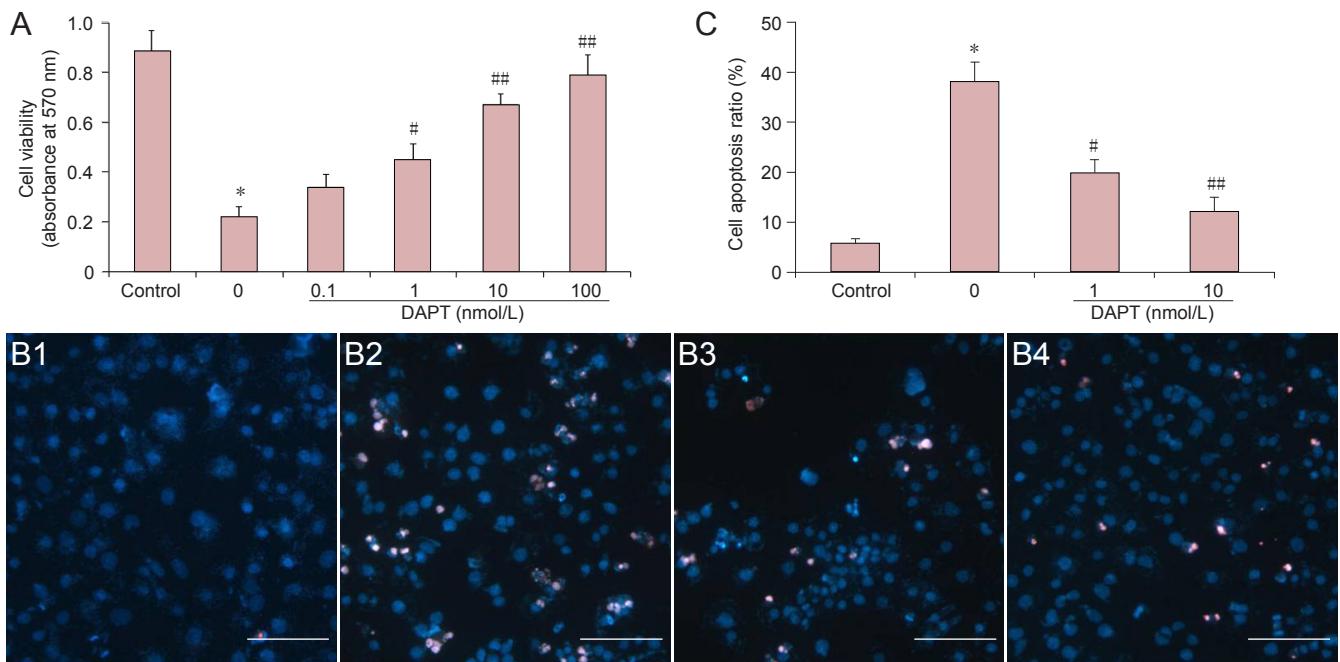 A
Cell viability
(absorbance at 570 nm)
1.0
0.8
0.6
0.4
0.2
0
*
#
##
##
Control 0 0.1 1 10 100
DAPT (nmol/L)
C
Cell apoptosis ratio (%)
50
40
30
20
10
0
*
#
##
Control 0 1 10
DAPT (nmol/L)
B1 B2 B3 B4